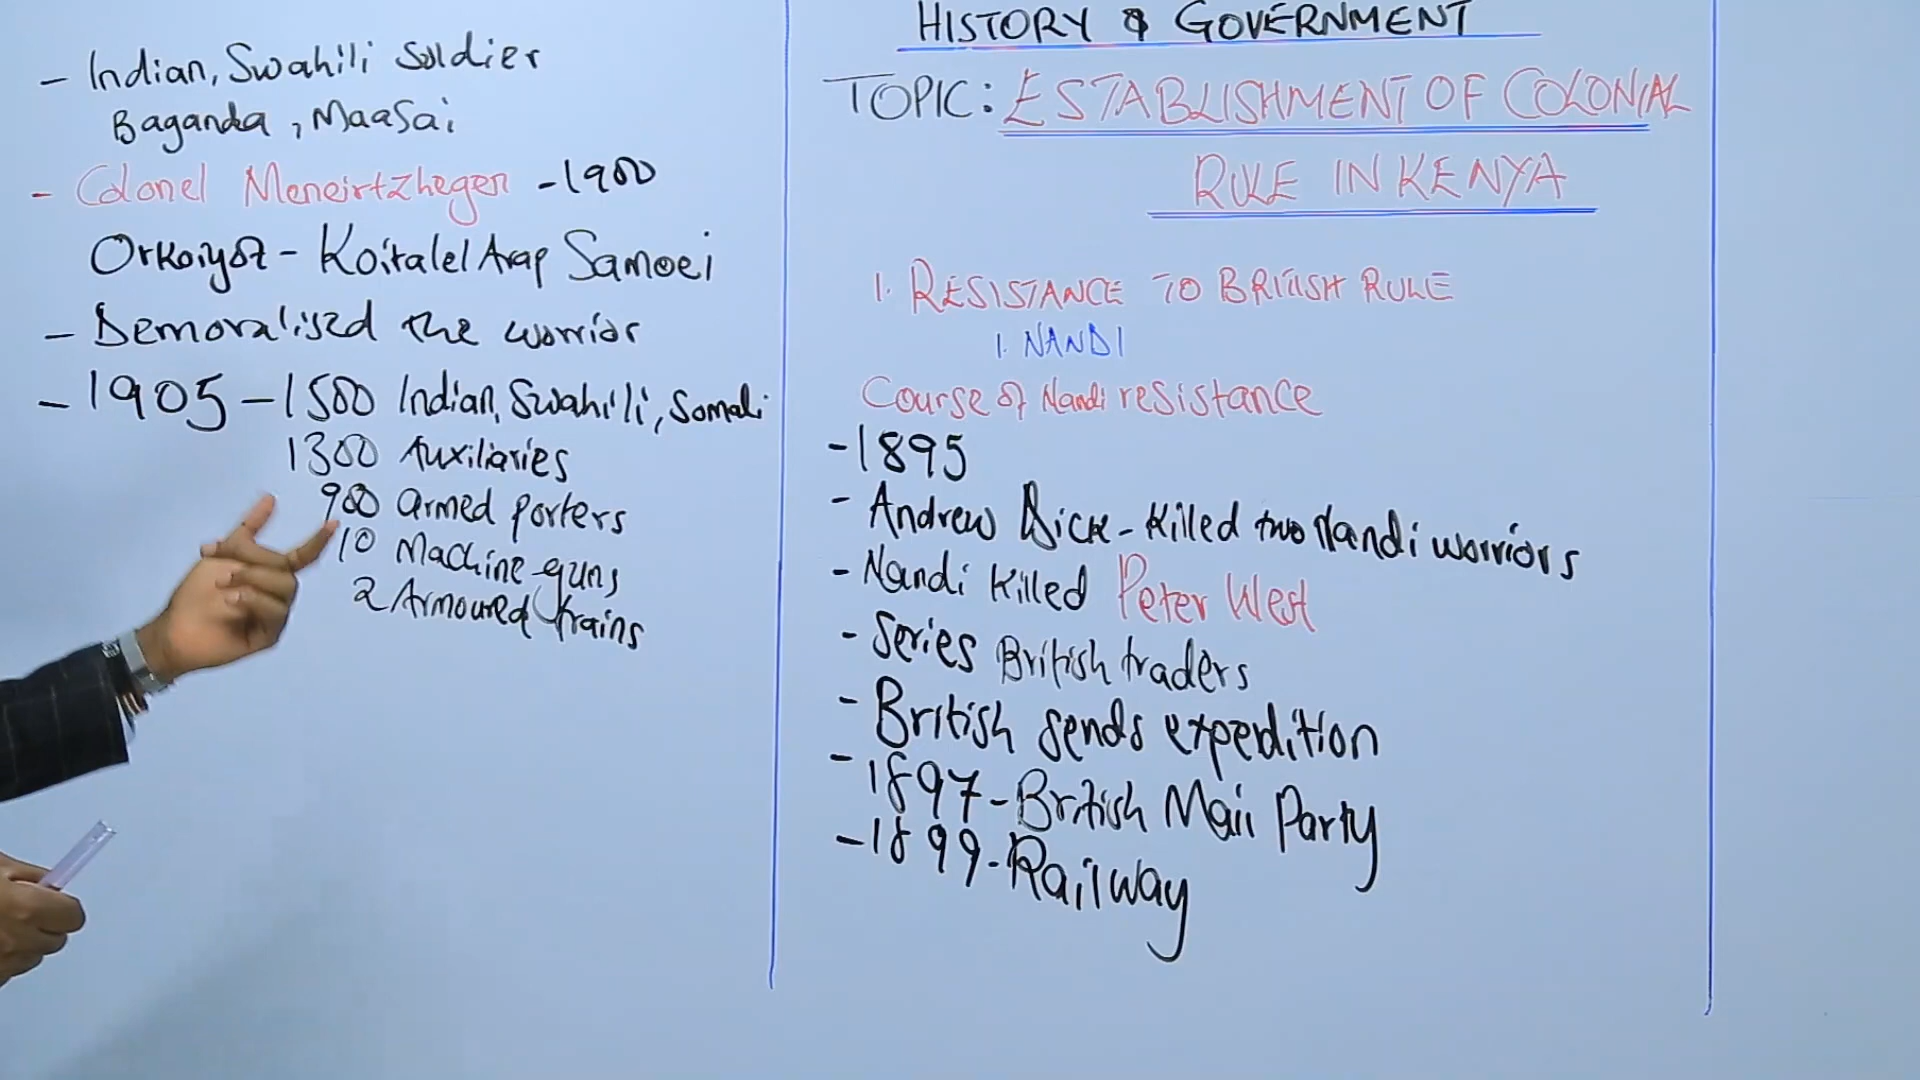 HISTORY & GOVERNMENT
TOPIC: ESTABLISHMENT OF COLONIAL
RULE IN KENYA
1. RESISTANCE TO BRITISH RULE
1. NANDI
Course of Nandi resistance
- 1895
- Andrew Dick - Killed two Nandi worriors
- Nandi Killed Peter West
- Series British traders
- British sends expedition
- 1897 - British Mail Party
- 1899 - Railway
- Indian, Swahili Soldier
Baganda, Maasai
- Colonel Meneirtzhegen - 1900
Orkoiyot - Koitalel Arap Samoei
- Demoralised the worrior
- 1905 - 1500 Indian, Swahili, Somali
1300 Auxiliaries
900 armed porters
10 Machine-guns
2 Armoured trains